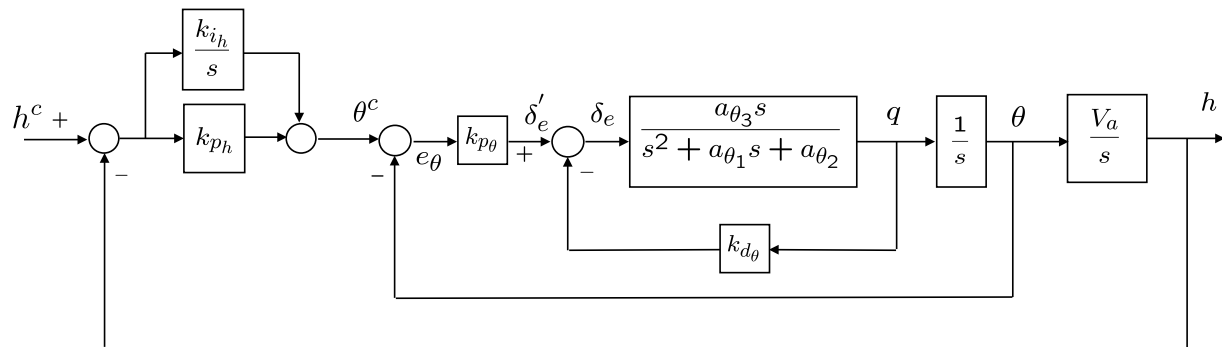 h^c +
–
k_{i_h}
s
k_{p_h}
θ^c
–
e_θ
k_{p_θ}
δ_e^'
+
–
δ_e
a_{θ_3} s
s^2 + a_{θ_1} s + a_{θ_2}
q
k_{d_θ}
1
s
θ
V_a
s
h